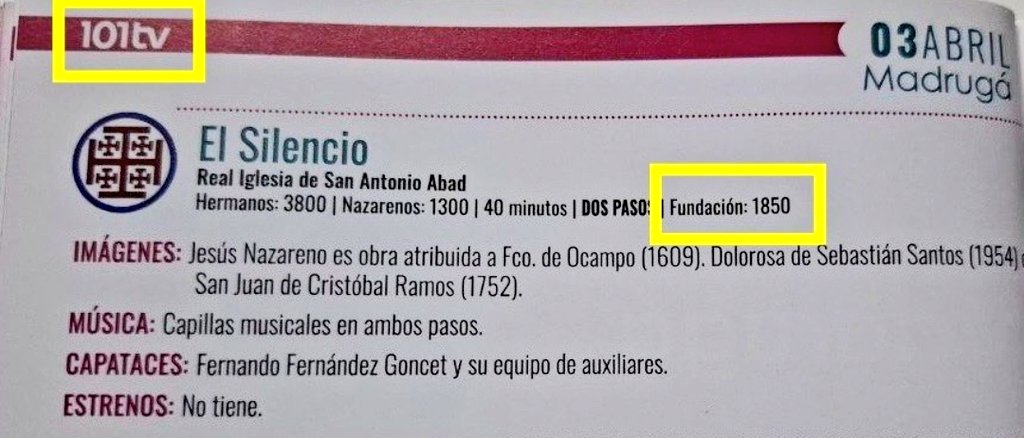 101tv
03ABRIL
Madrugá
El Silencio
Real Iglesia de San Antonio Abad
Hermanos: 3800 | Nazarenos: 1300 | 40 minutos | DOS PASOS | Fundación: 1850
IMÁGENES: Jesús Nazareno es obra atribuida a Fco. de Ocampo (1609). Dolorosa de Sebastián Santos (1954)
San Juan de Cristóbal Ramos (1752).
MÚSICA: Capillas musicales en ambos pasos.
CAPATACES: Fernando Fernández Goncet y su equipo de auxiliares.
ESTRENOS: No tiene.